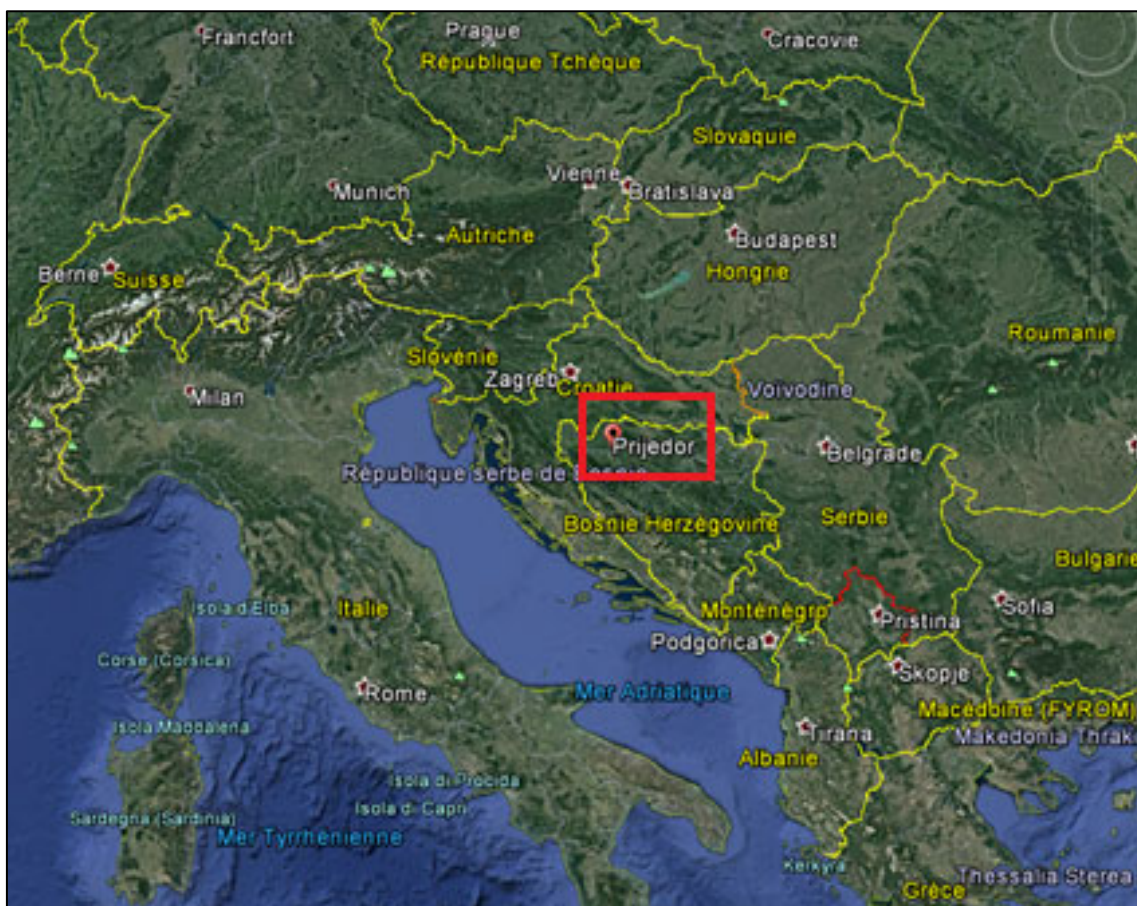 Francfort
Prague
Cracovie
République Tchèque
Slovaquie
Vienne
Bratislava
Munich
Budapest
Autriche
Hongrie
Berne
Suisse
Roumanie
Slovénie
Zagreb
Croatie
Voivodine
Milan
Prijedor
Belgrade
République serbe de
Bosnie Herzégovine
Serbie
Bulgarie
Isola d'Elba
Italie
Monténégro
Pristina
Sofia
Podgorica
Corse (Corsica)
Skopje
Rome
Mer Adriatique
Macédoine (FYROM)
Isola Maddalena
Tirana
Makedonia Thrak
Albanie
Isola di Procida
Isola di Capri
Sardegna (Sardinia)
Mer Tyrrhénienne
Kerkyra
Thessalia Sterea
Grèce